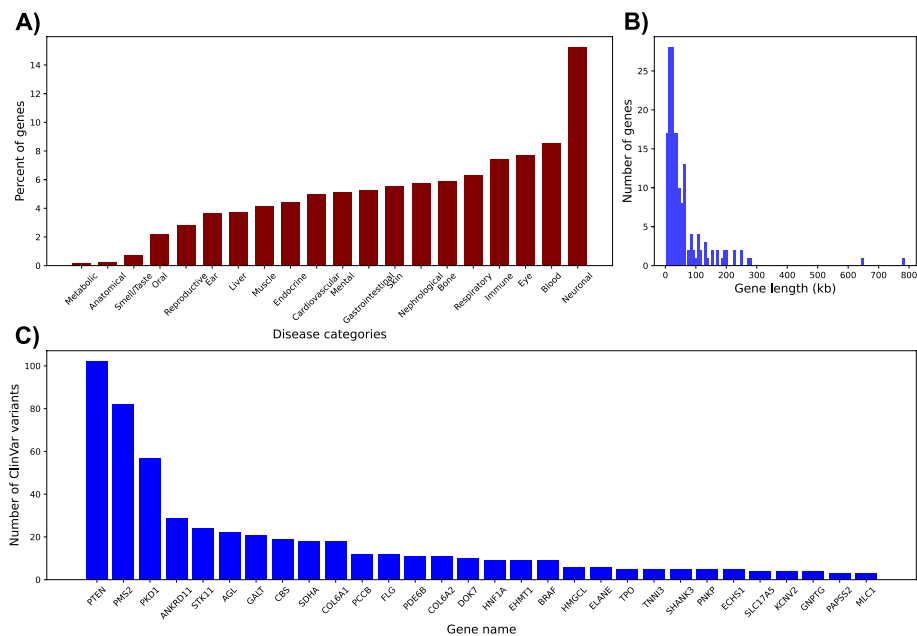 A)
Percent of genes
14
12
10
8
6
4
2
0
Metabolic
Anatomical
Smell/Taste
Oral
Reproductive
Ear
Liver
Muscle
Endocrine
Cardiovascular
Mental
Gastrointestinal
Skin
Nephrological
Bone
Respiratory
Immune
Eye
Blood
Neuronal
Disease categories
B)
Number of genes
25
20
15
10
5
0
0 100 200 300 400 500 600 700 800
Gene length (kb)
C)
Number of ClinVar variants
100
80
60
40
20
0
PTEN
PMS2
PKD1
ANKRD11
STK11
AGL
GALT
CBS
SDHA
COL6A1
PCCB
FLG
PDE6B
COL6A2
DOK7
HNF1A
EHMT1
BRAF
HMGCL
ELANE
TPO
TNNI3
SHANK3
PNKP
ECHS1
SLC17A5
KCNV2
GNPTG
PAPSS2
MLC1
Gene name